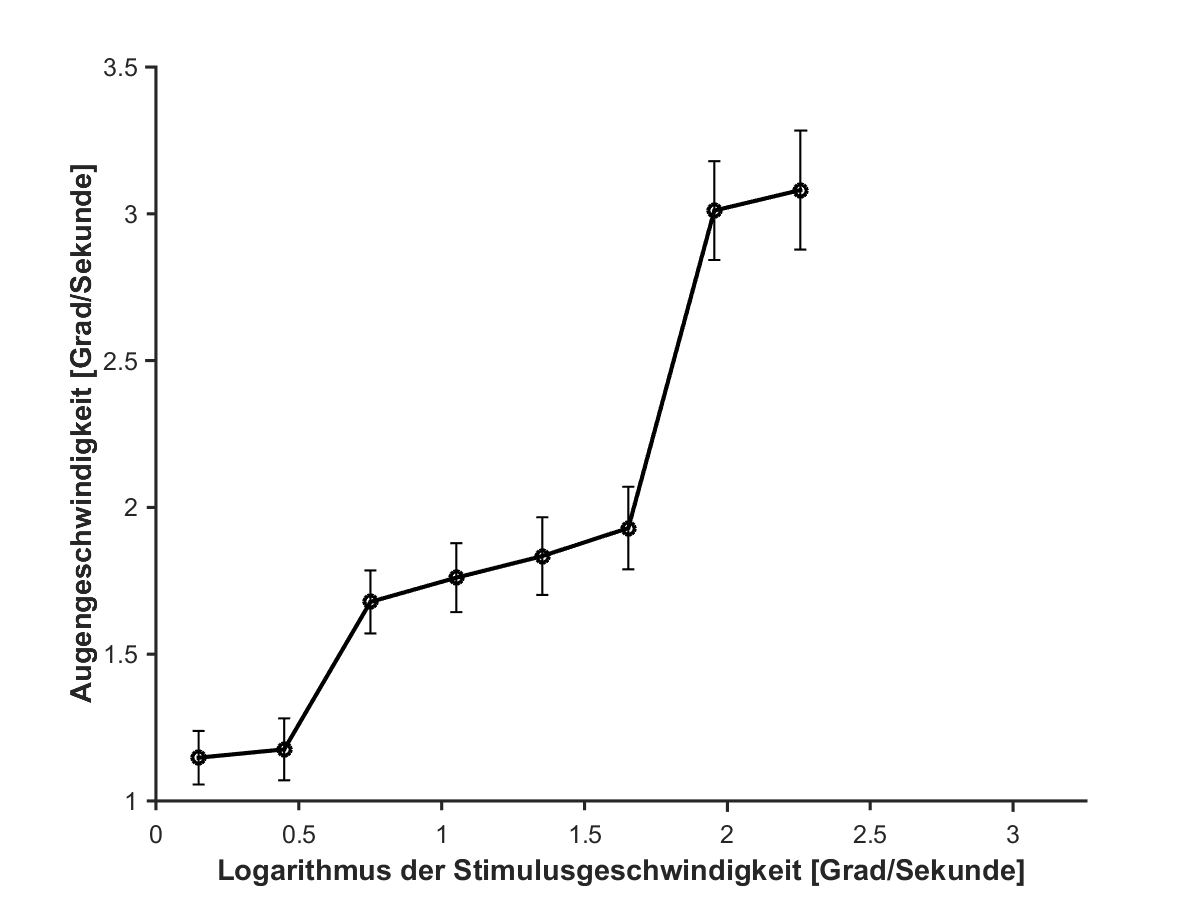 3.5
3
2.5
2
1.5
1
Augengeschwindigkeit [Grad/Sekunde]
0 0.5 1 1.5 2 2.5 3
Logarithmus der Stimulusgeschwindigkeit [Grad/Sekunde]